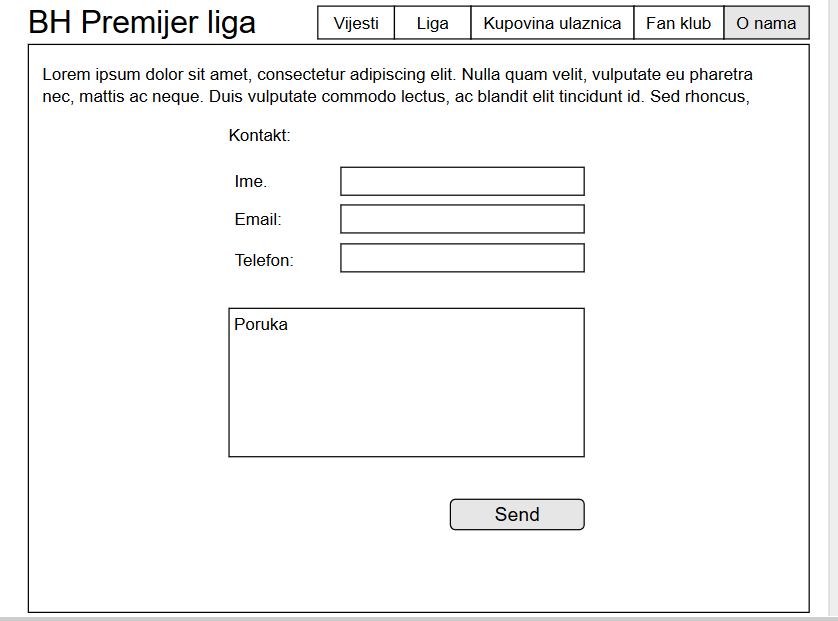 BH Premijer liga
Vijesti Liga Kupovina ulaznica Fan klub O nama
Lorem ipsum dolor sit amet, consectetur adipiscing elit. Nulla quam velit, vulputate eu pharetra
nec, mattis ac neque. Duis vulputate commodo lectus, ac blandit elit tincidunt id. Sed rhoncus,
Kontakt:
Ime.
Email:
Telefon:
Poruka
Send